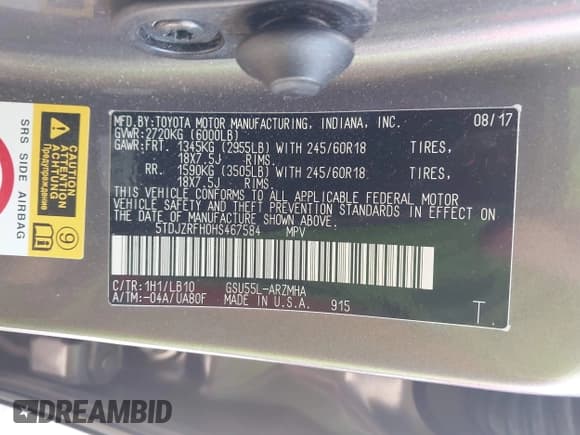 MFD.BY:TOYOTA MOTOR MANUFACTURING, INDIANA, INC. 08/17
GVWR:2720KG (6000LB)
GAWR:FRT. 1345KG (2955LB) WITH 245/60R18 TIRES,
18X7.5J RIMS.
RR. 1590KG (3505LB) WITH 245/60R18 TIRES,
18X7.5J RIMS.
THIS VEHICLE CONFORMS TO ALL APPLICABLE FEDERAL MOTOR
VEHICLE SAFETY AND THEFT PREVENTION STANDARDS IN EFFECT ON
THE DATE OF MANUFACTURE SHOWN ABOVE.
5TDJZRFH0HS467584 MPV
C/TR:1H1/LB10 GSU55L-ARZMHA
A/TM:-04A/UA80F MADE IN U.S.A. 915
T
SRS SIDE AIRBAG
ATTENTION
ACHTUNG
Предупреждение
9
DREAMBID